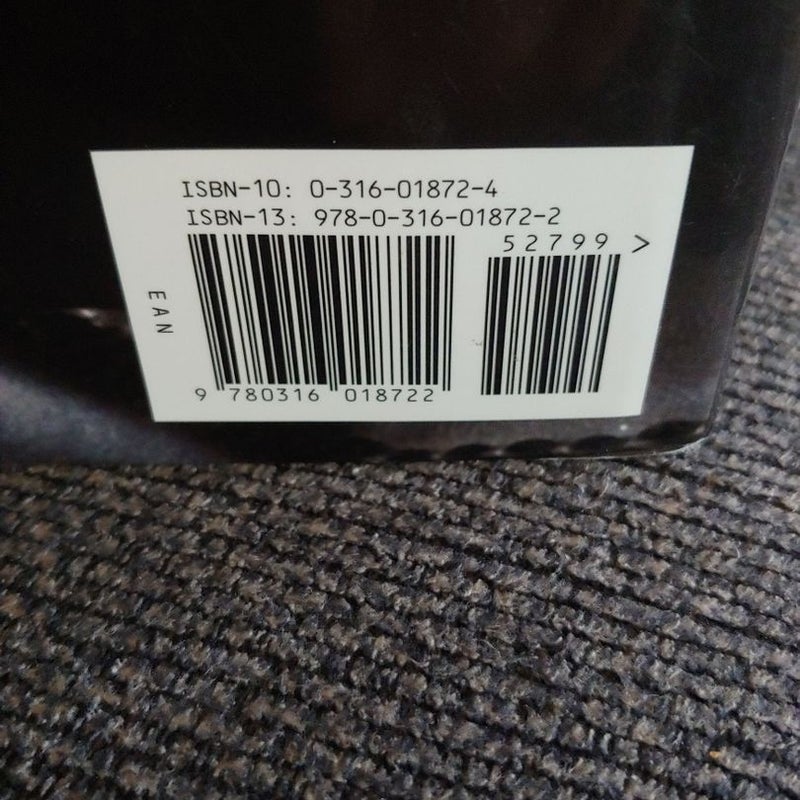 ISBN-10: 0-316-01872-4
ISBN-13: 978-0-316-01872-2
52799 >
EAN
9 780316 018722